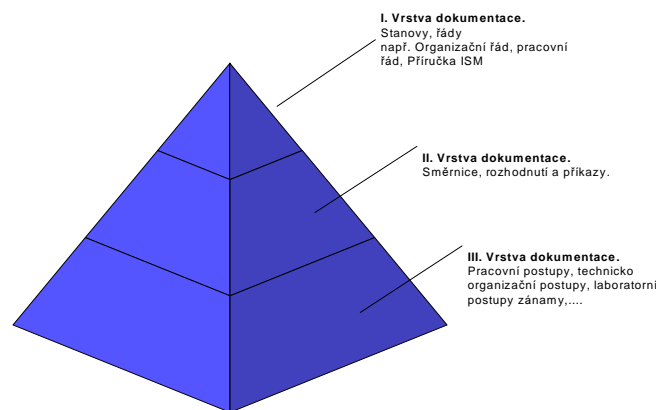 I. Vrstva dokumentace.
Stanovy, řády
např. Organizační řád, pracovní
řád, Příručka ISM
II. Vrstva dokumentace.
Směrnice, rozhodnutí a příkazy.
III. Vrstva dokumentace.
Pracovní postupy, technicko
organizační postupy, laboratorní
postupy zánamy,....